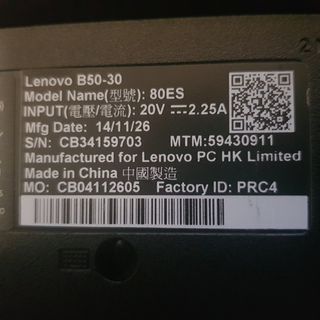 Lenovo B50-30
Model Name(型號): 80ES
INPUT(電壓/電流): 20V ⎓ 2.25A
Mfg Date: 14/11/26
S/N: CB34159703 MTM:59430911
Manufactured for Lenovo PC HK Limited
Made in China 中國製造
MO: CB04112605 Factory ID: PRC4